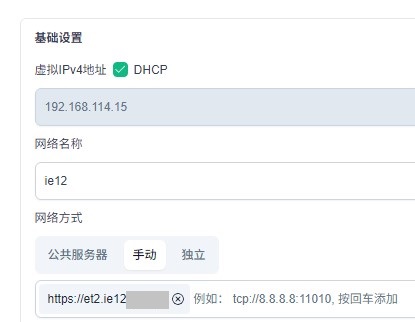 基础设置
虚拟IPv4地址 DHCP
192.168.114.15
网络名称
ie12
网络方式
公共服务器 手动 独立
https://et2.ie12 例如： tcp://8.8.8.8:11010, 按回车添加